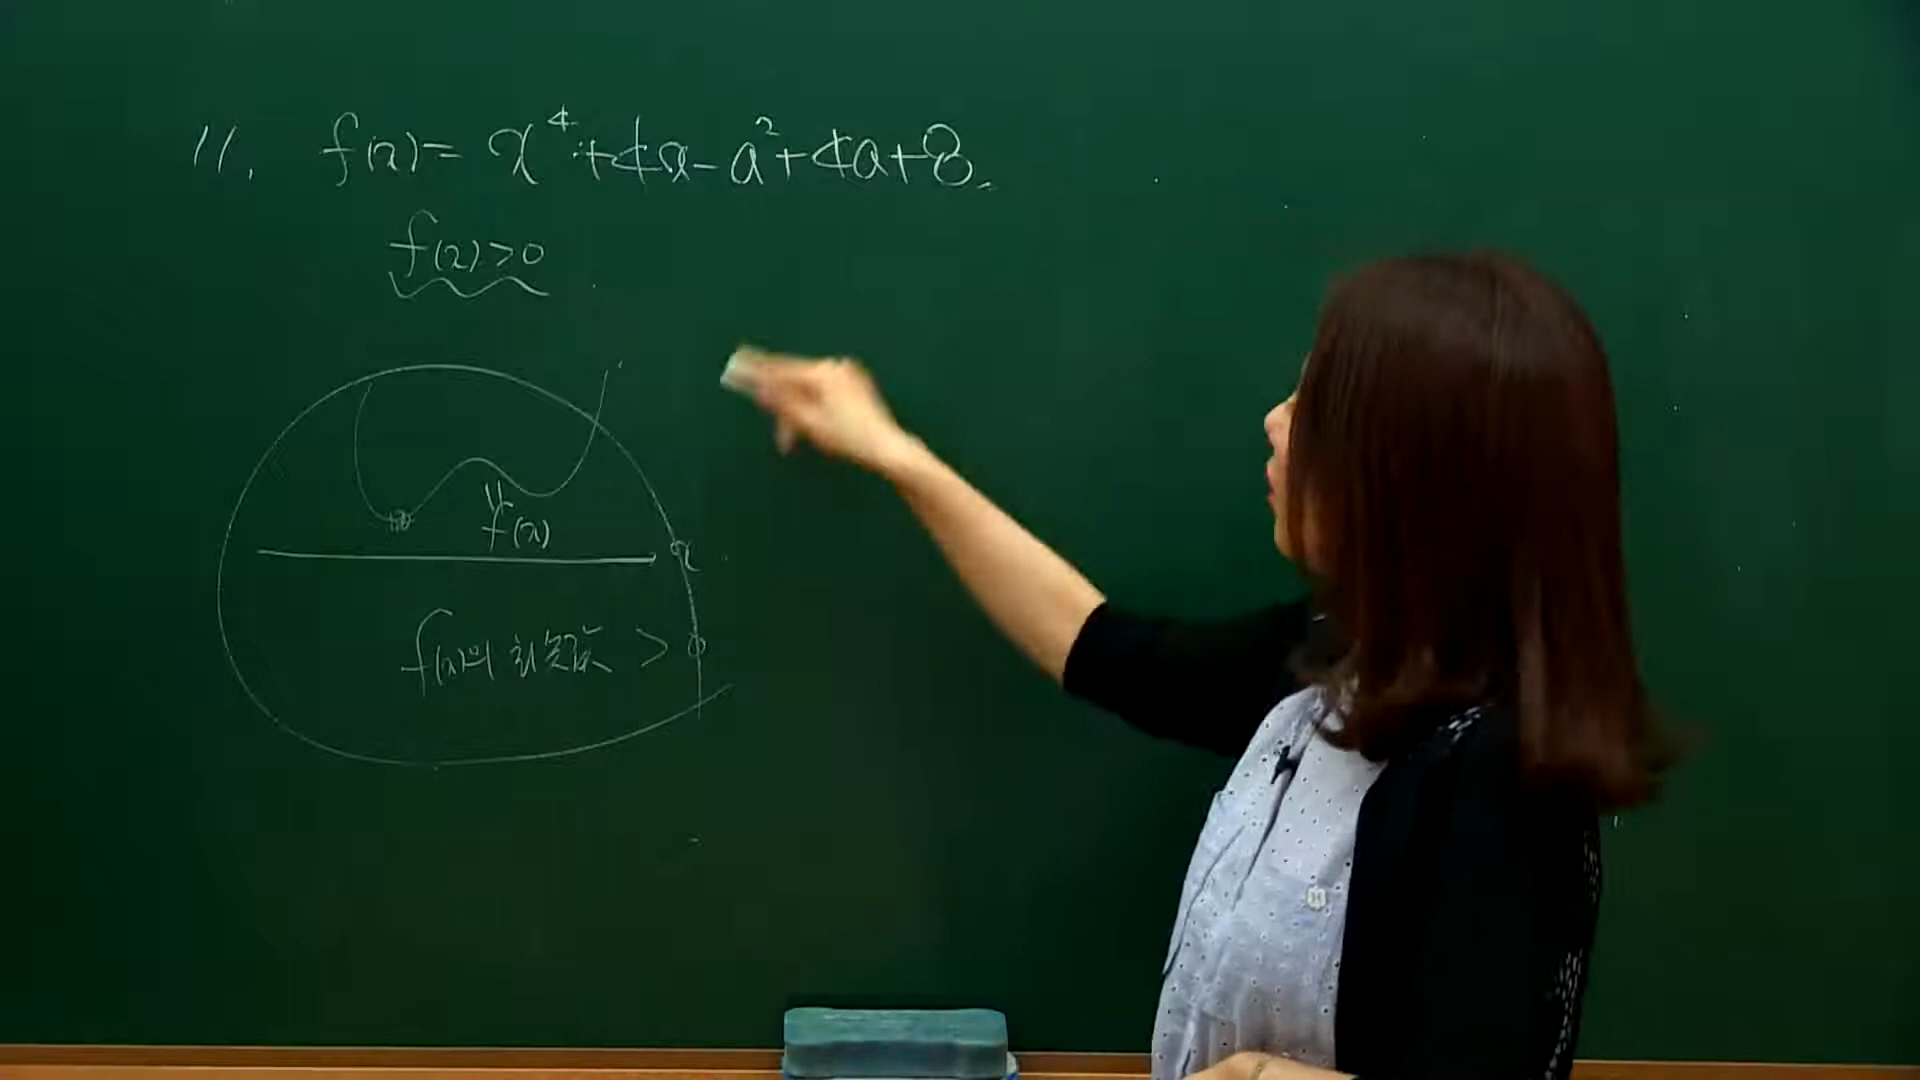 11. f(x)= x⁴+4x-a²+4a+8.
f(x)>0
f(x)
x
f(x)의 최솟값 > 0